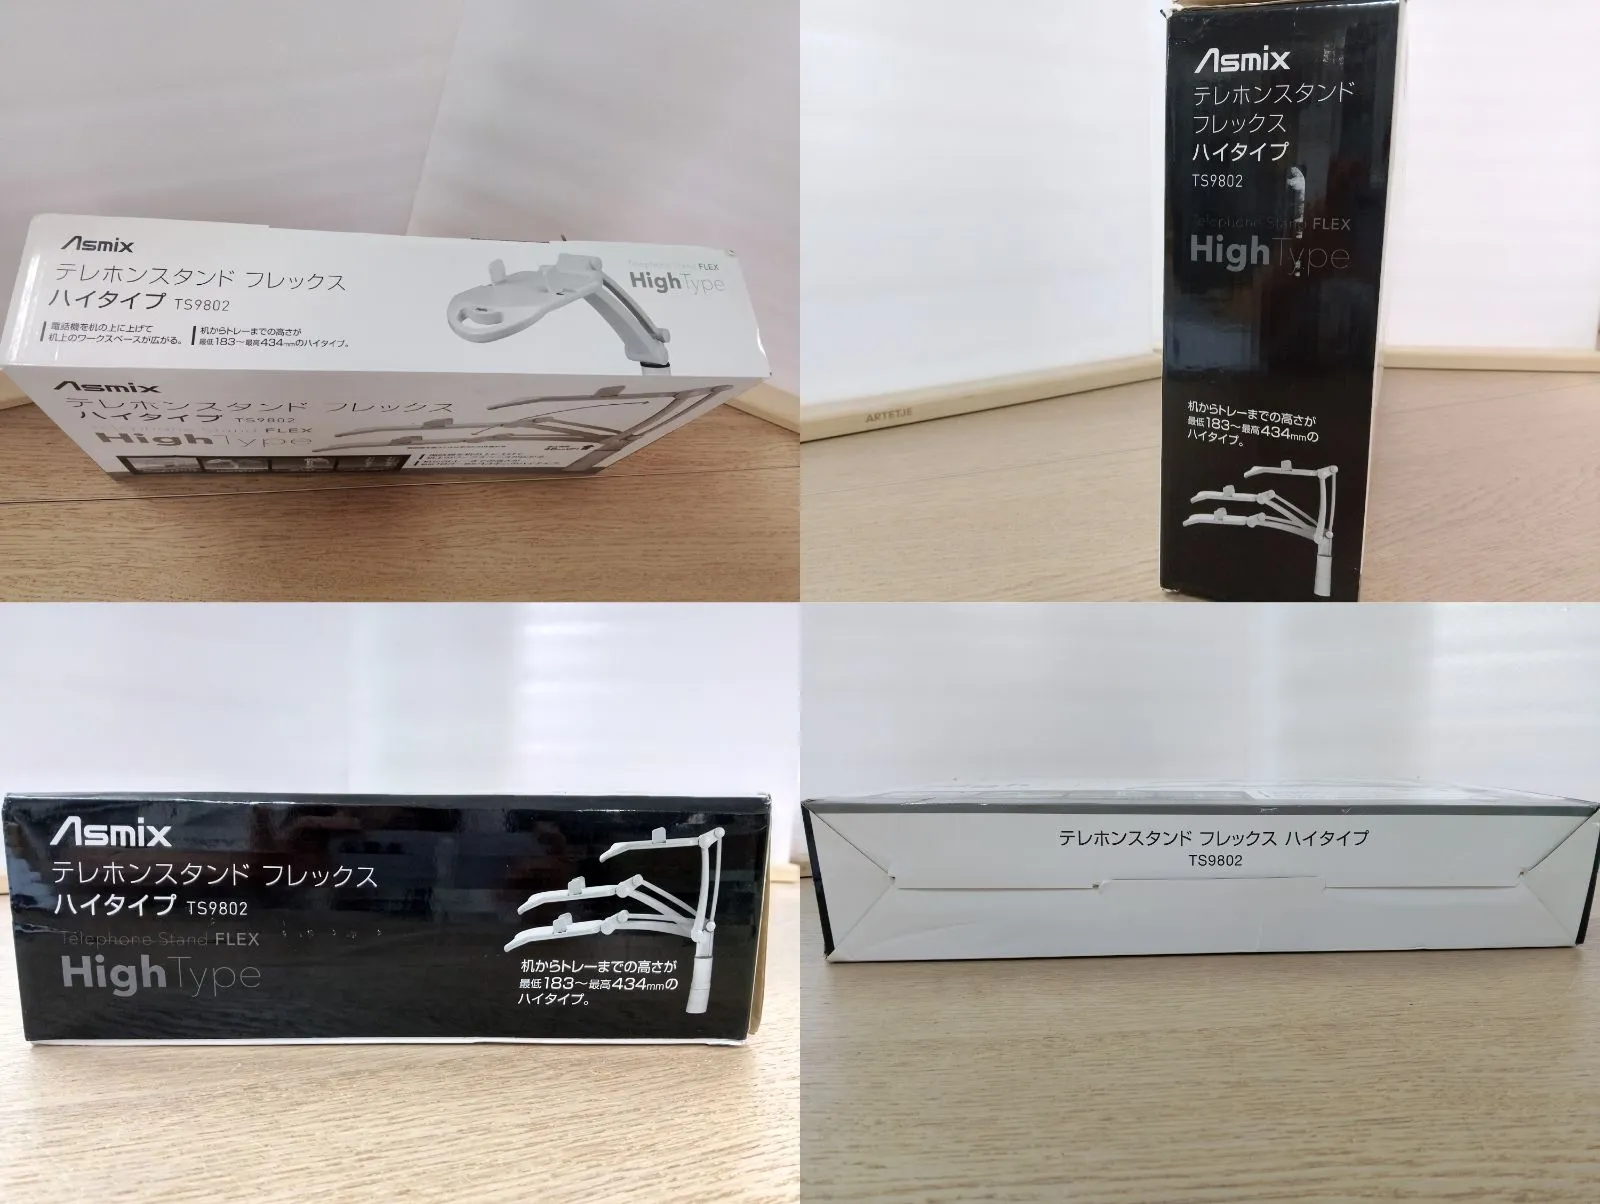 Asmix
テレホンスタンド フレックス
ハイタイプ TS9802
電話機を机の上に上げて
机上のワークスペースが広がる。
机からトレーまでの高さが
最低183〜最高434mmのハイタイプ。
Telephone Stand FLEX
HighType
Asmix
テレホンスタンド フレックス
ハイタイプ TS9802
FLEX
HighType
Asmix
テレホンスタンド
フレックス
ハイタイプ
TS9802
Telephone Stand FLEX
HighType
机からトレーまでの高さが
最低183〜最高434mmの
ハイタイプ。
ARTETJE
Asmix
テレホンスタンド フレックス
ハイタイプ TS9802
Telephone Stand FLEX
HighType
机からトレーまでの高さが
最低183〜最高434mmの
ハイタイプ。
テレホンスタンド フレックス ハイタイプ
TS9802